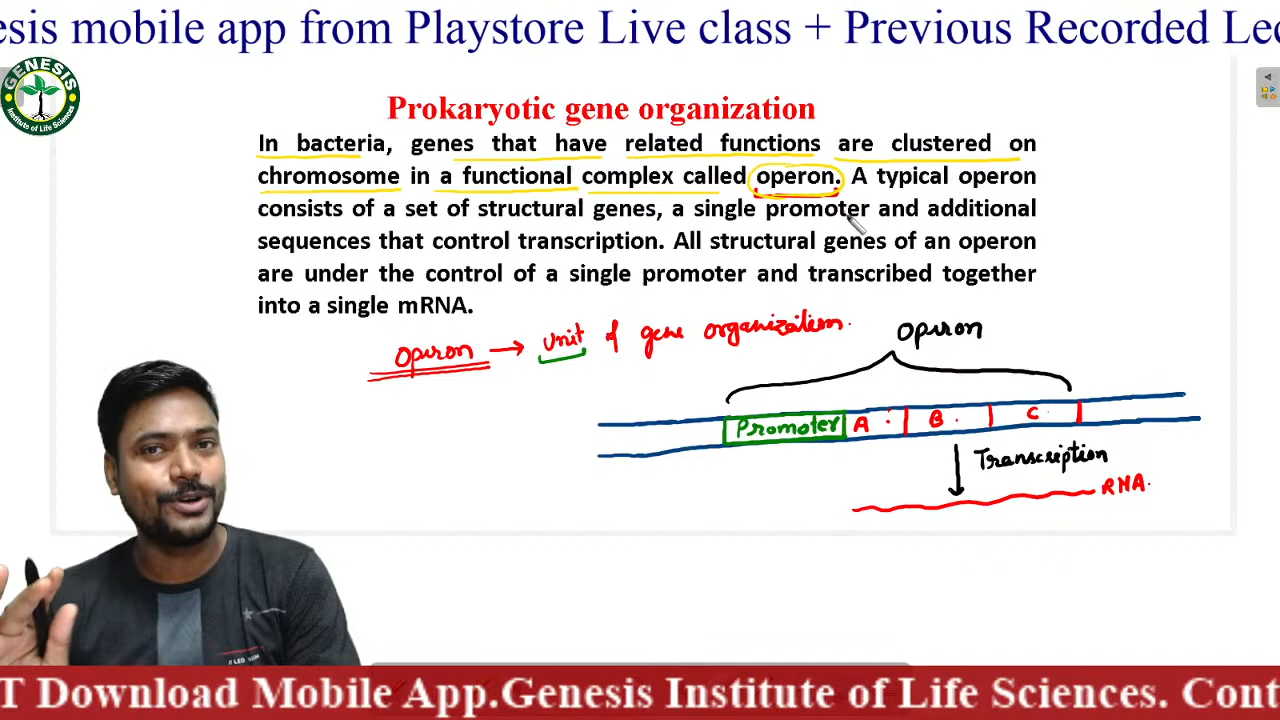 esis mobile app from Playstore Live class + Previous Recorded Lec
GENESIS
Institute of Life Sciences
Prokaryotic gene organization
In bacteria, genes that have related functions are clustered on
chromosome in a functional complex called operon. A typical operon
consists of a set of structural genes, a single promoter and additional
sequences that control transcription. All structural genes of an operon
are under the control of a single promoter and transcribed together
into a single mRNA.
Operon → Unit of gene organization.
Operon
Promoter A B C
Transcription
RNA.
T Download Mobile App.Genesis Institute of Life Sciences. Cont